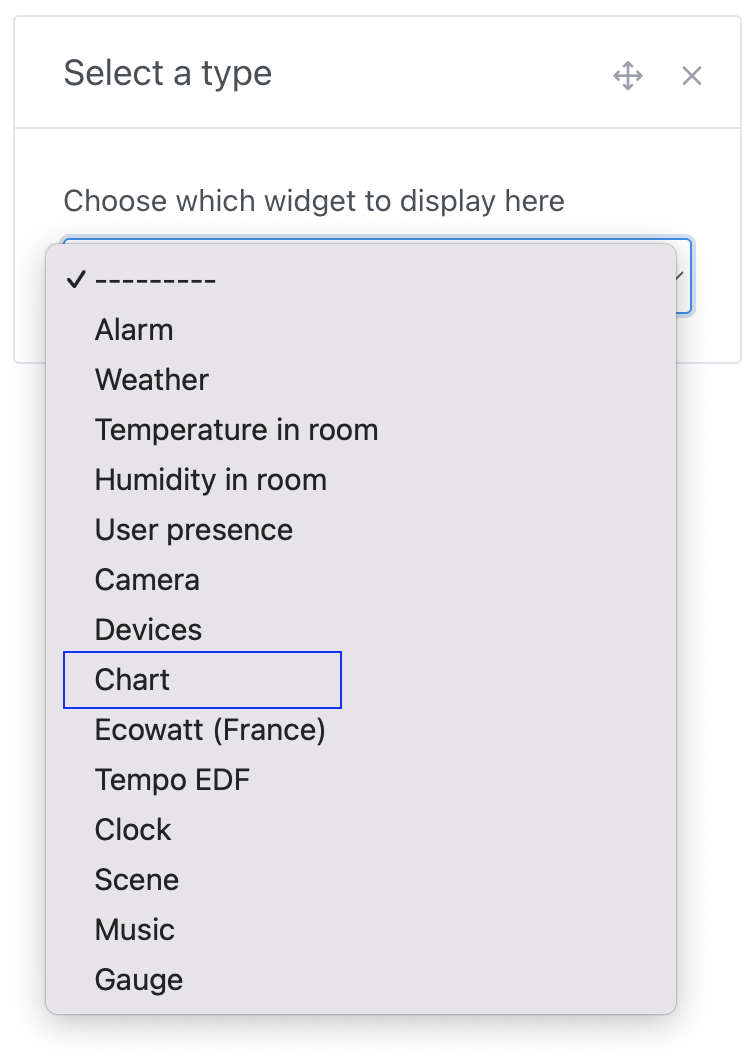 Select a type
Choose which widget to display here
✓ ---------
Alarm
Weather
Temperature in room
Humidity in room
User presence
Camera
Devices
Chart
Ecowatt (France)
Tempo EDF
Clock
Scene
Music
Gauge